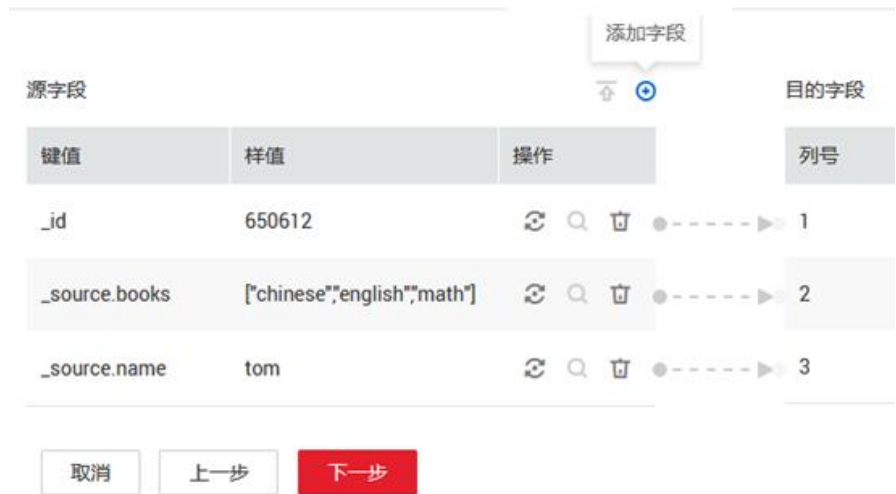 添加字段
源字段 目的字段
键值 样值 操作 列号
_id 650612 1
_source.books ["chinese","english","math"] 2
_source.name tom 3
取消 上一步 下一步